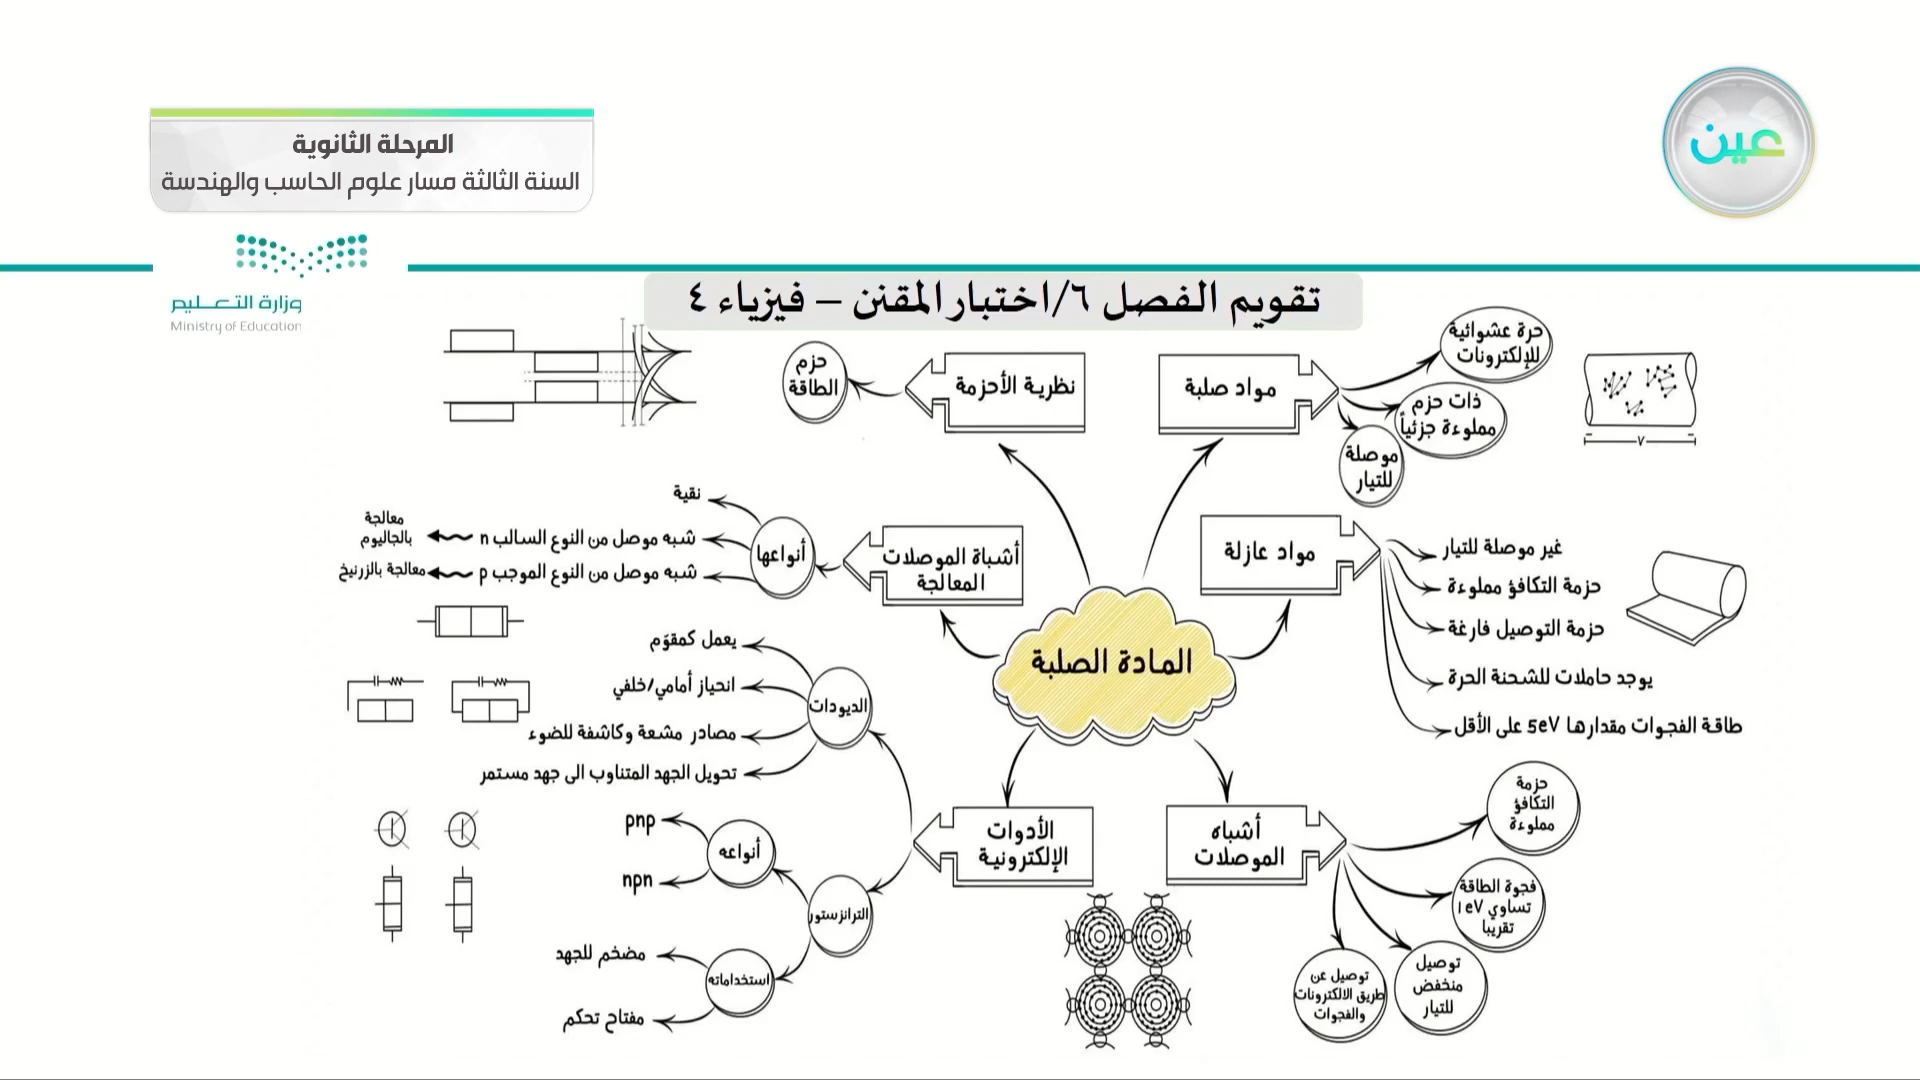 عين
المرحلة الثانوية
السنة الثالثة مسار علوم الحاسب والهندسة
وزارة التعليم
Ministry of Education
تقويم الفصل ٦/اختبار المقنن – فيزياء ٤
المادة الصلبة
مواد صلبة
حرة عشوائية
للإلكترونات
ذات حزم
مملوءة جزئياً
موصلة
للتيار
V
نظرية الأحزمة
حزم
الطاقة
مواد عازلة
غير موصلة للتيار
حزمة التكافؤ مملوءة
حزمة التوصيل فارغة
يوجد حاملات للشحنة الحرة
طاقة الفجوات مقدارها 5eV على الأقل
أشباة الموصلات
المعالجة
أنواعها
نقية
شبه موصل من النوع السالب n
معالجة
بالجاليوم
شبه موصل من النوع الموجب p
معالجة بالزرنيخ
أشباه
الموصلات
حزمة
التكافؤ
مملوءة
فجوة الطاقة
تساوي 1eV
تقريبا
توصيل
منخفض
للتيار
توصيل عن
طريق الالكترونات
والفجوات
الأدوات
الإلكترونية
الديودات
يعمل كمقوّم
انحياز أمامي/خلفي
مصادر مشعة وكاشفة للضوء
تحويل الجهد المتناوب الى جهد مستمر
الترانزستور
أنواعه
pnp
npn
استخداماته
مضخم للجهد
مفتاح تحكم